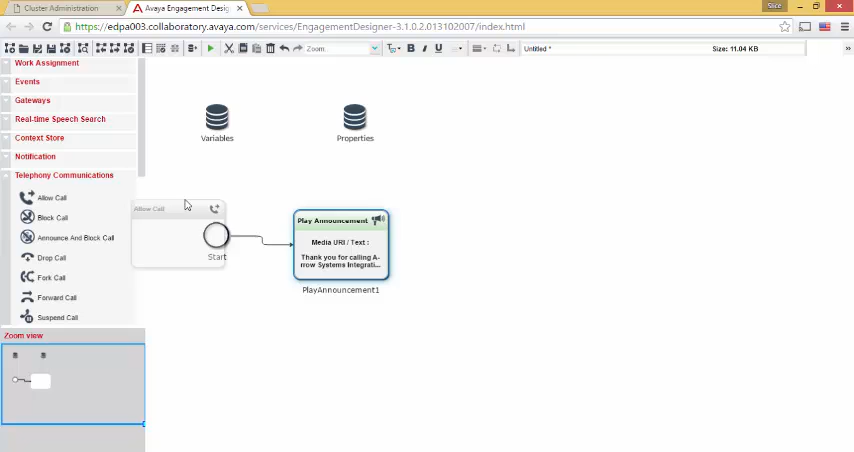 Cluster Administration
Avaya Engagement Desig
Slice
https://edpa003.collaboratory.avaya.com/services/EngagementDesigner-3.1.0.2.013102007/index.html
Zoom..
B I U
Untitled *
Size: 11.04 KB
Work Assignment
Events
Gateways
Real-time Speech Search
Context Store
Notification
Telephony Communications
Allow Call
Block Call
Announce And Block Call
Drop Call
Fork Call
Forward Call
Suspend Call
Zoom view
Variables
Properties
Allow Call
Start
Play Announcement
Media URI / Text :
Thank you for calling A-
rrow Systems Integrati...
PlayAnnouncement1